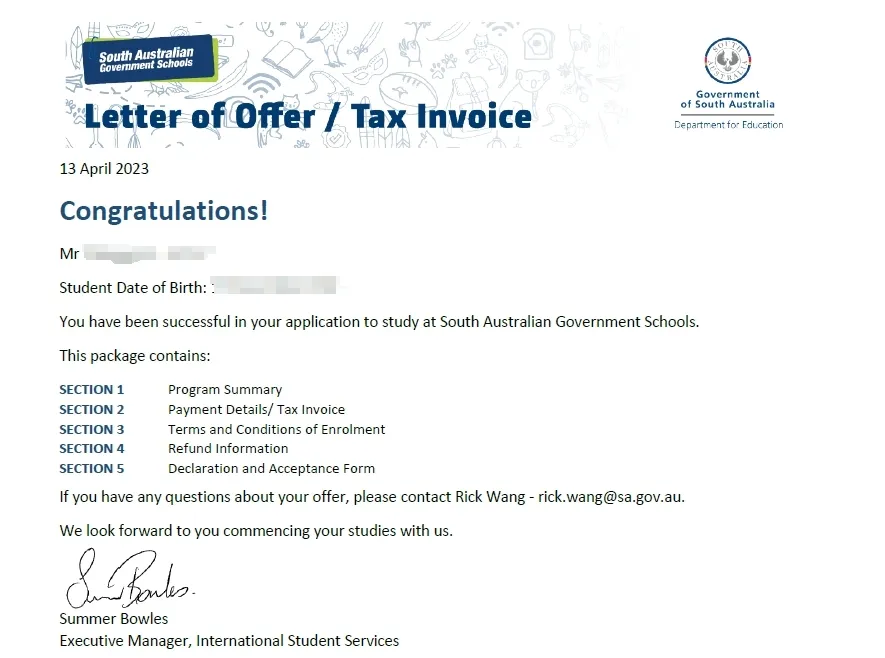 South Australian
Government Schools
SOUTH AUSTRALIA
Government
of South Australia
Department for Education
Letter of Offer / Tax Invoice
13 April 2023
Congratulations!
Mr
Student Date of Birth:
You have been successful in your application to study at South Australian Government Schools.
This package contains:
SECTION 1 Program Summary
SECTION 2 Payment Details/ Tax Invoice
SECTION 3 Terms and Conditions of Enrolment
SECTION 4 Refund Information
SECTION 5 Declaration and Acceptance Form
If you have any questions about your offer, please contact Rick Wang - rick.wang@sa.gov.au.
We look forward to you commencing your studies with us.
Summer Bowles
Summer Bowles
Executive Manager, International Student Services